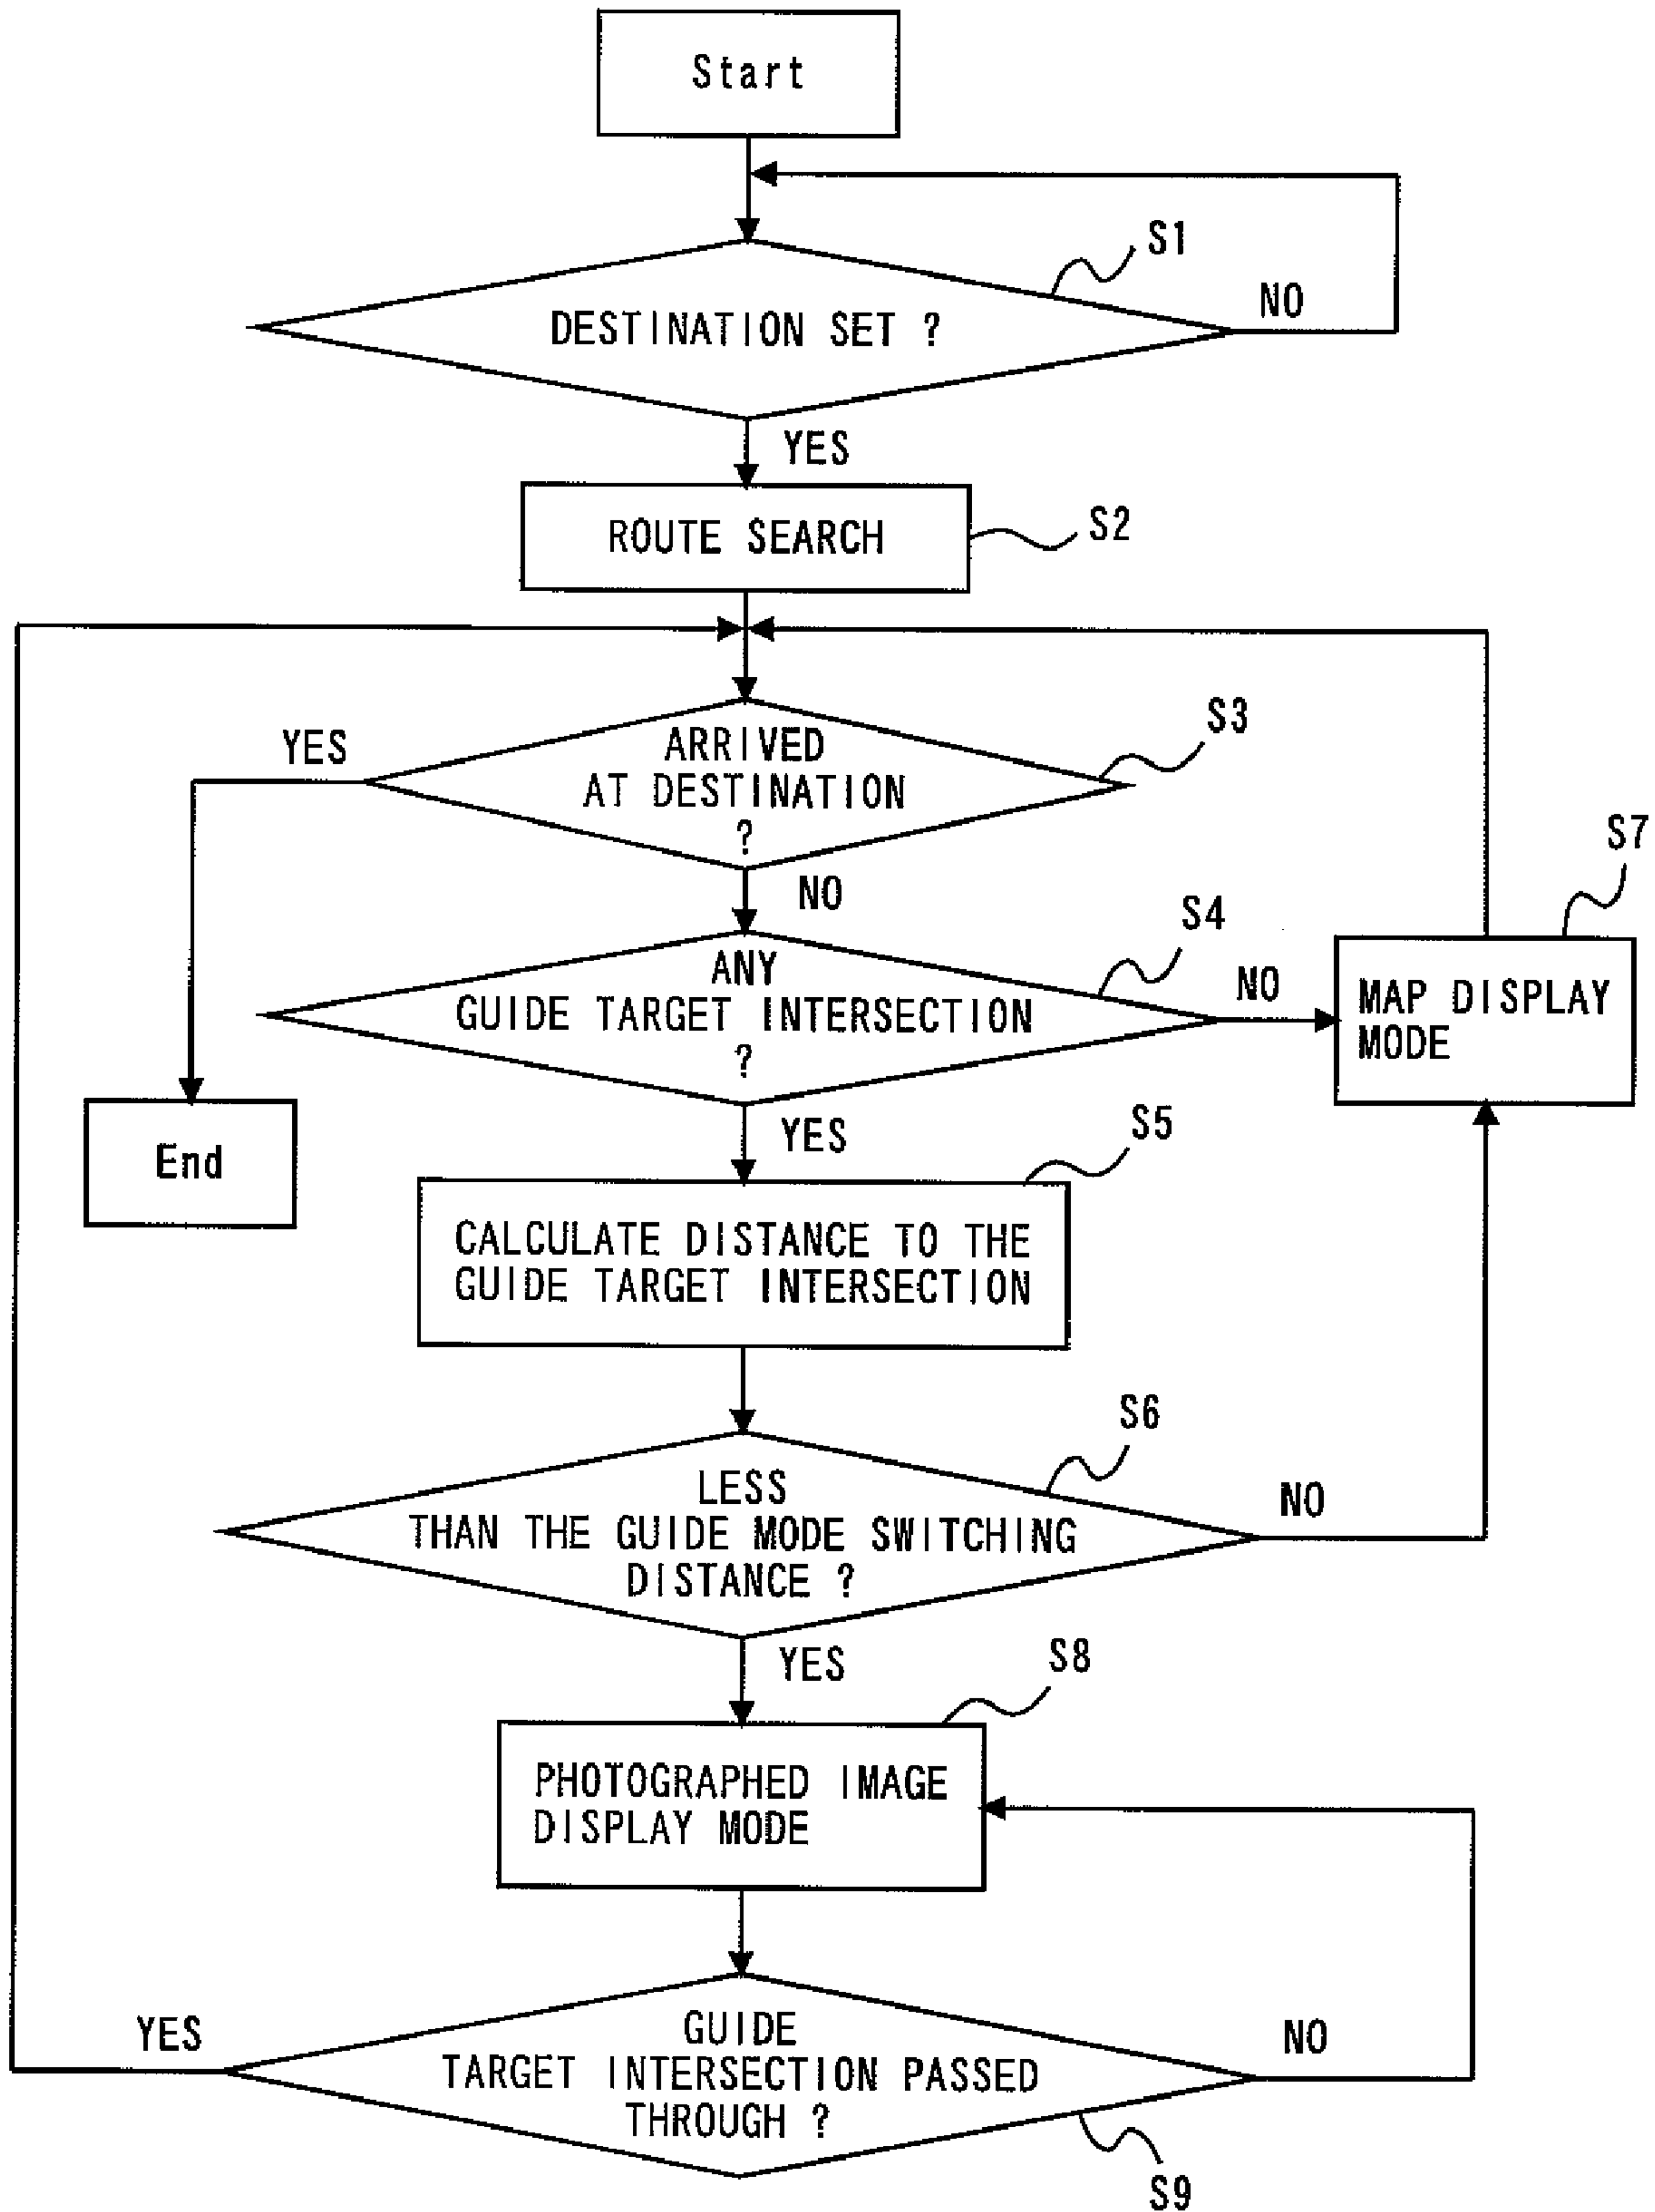 Start
S1
NO
DESTINATION SET ?
YES
ROUTE SEARCH
S2
S3
YES
ARRIVED
AT DESTINATION
?
S7
NO
S4
ANY
NO
GUIDE TARGET INTERSECTION
?
MAP DISPLAY
MODE
End
YES
S5
CALCULATE DISTANCE TO THE
GUIDE TARGET INTERSECTION
S6
LESS
NO
THAN THE GUIDE MODE SWITCHING
DISTANCE ?
YES
S8
PHOTOGRAPHED IMAGE
DISPLAY MODE
YES
GUIDE
NO
TARGET INTERSECTION PASSED
THROUGH ?
S9